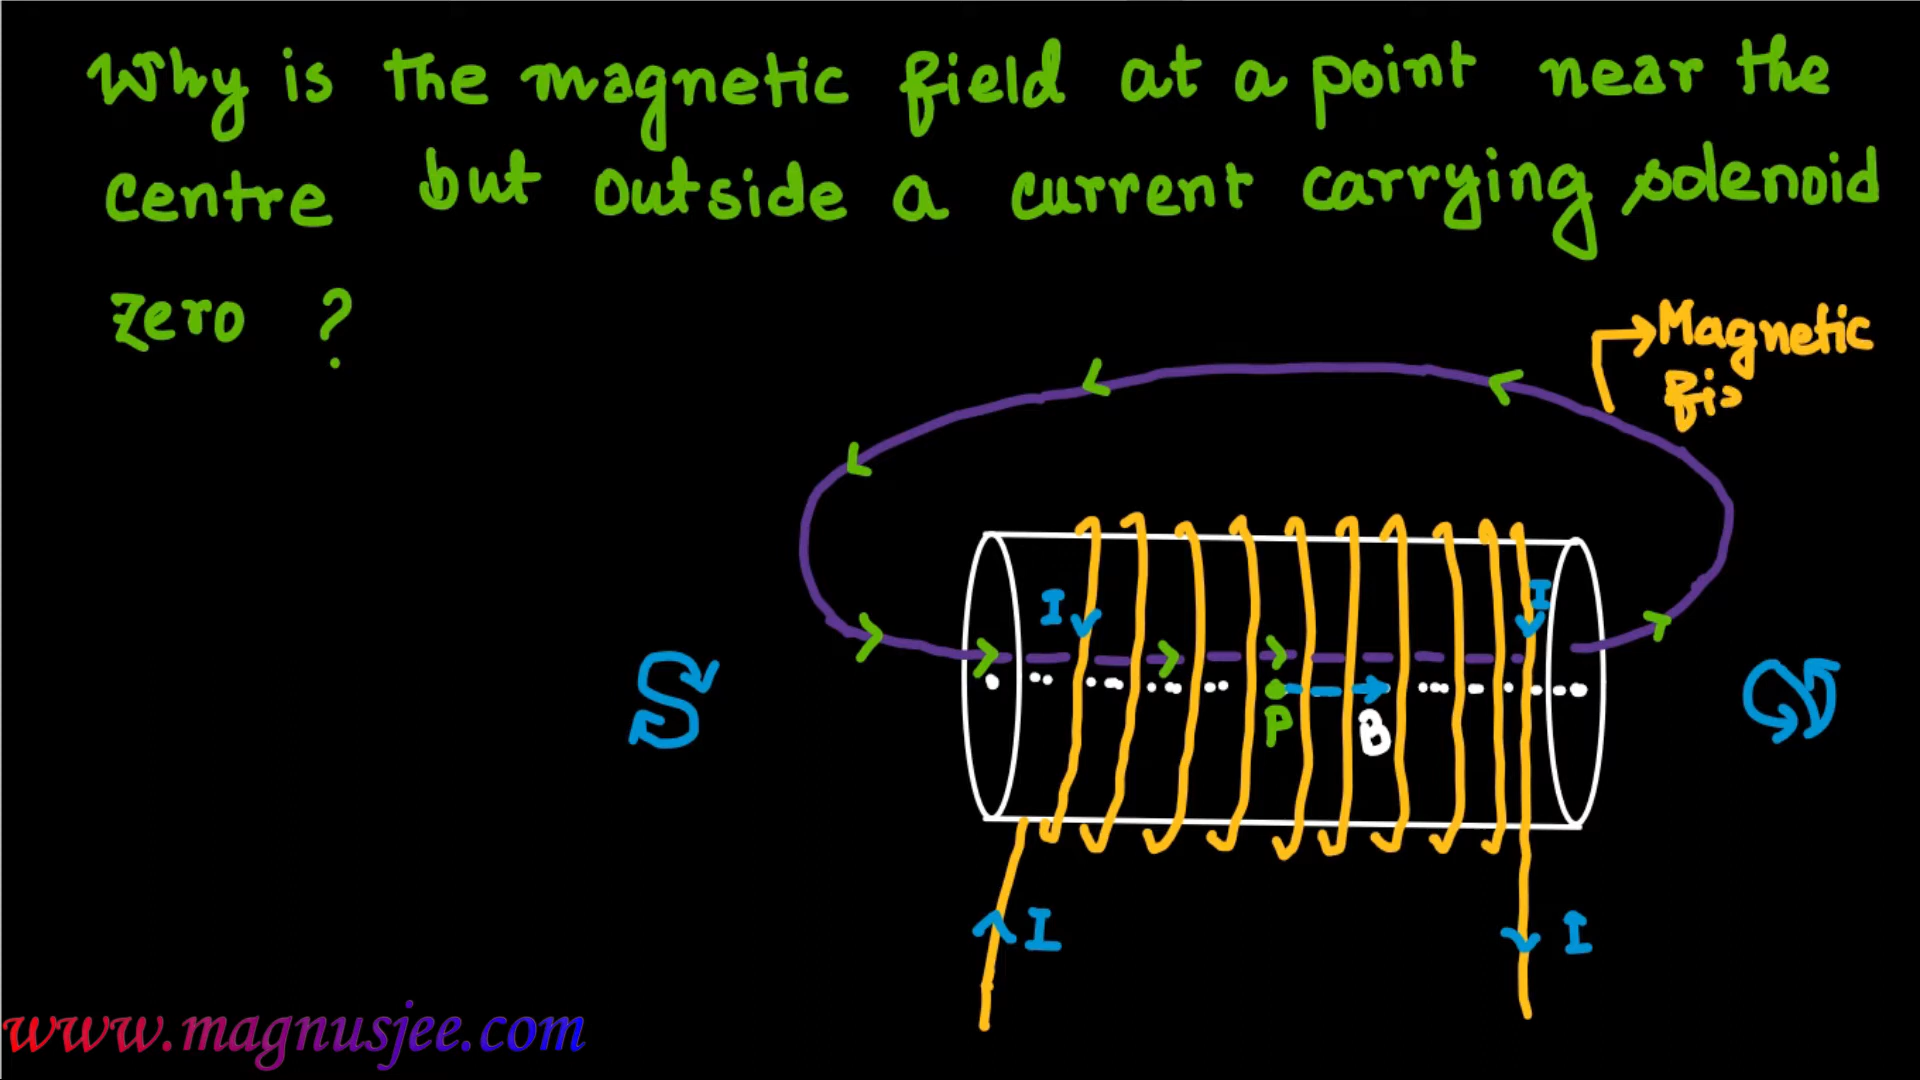 Why is the magnetic field at a point near the
centre but outside a current carrying solenoid
zero ?
Magnetic
fi
I
I
S
N
P
B
I
I
www.magnusjee.com